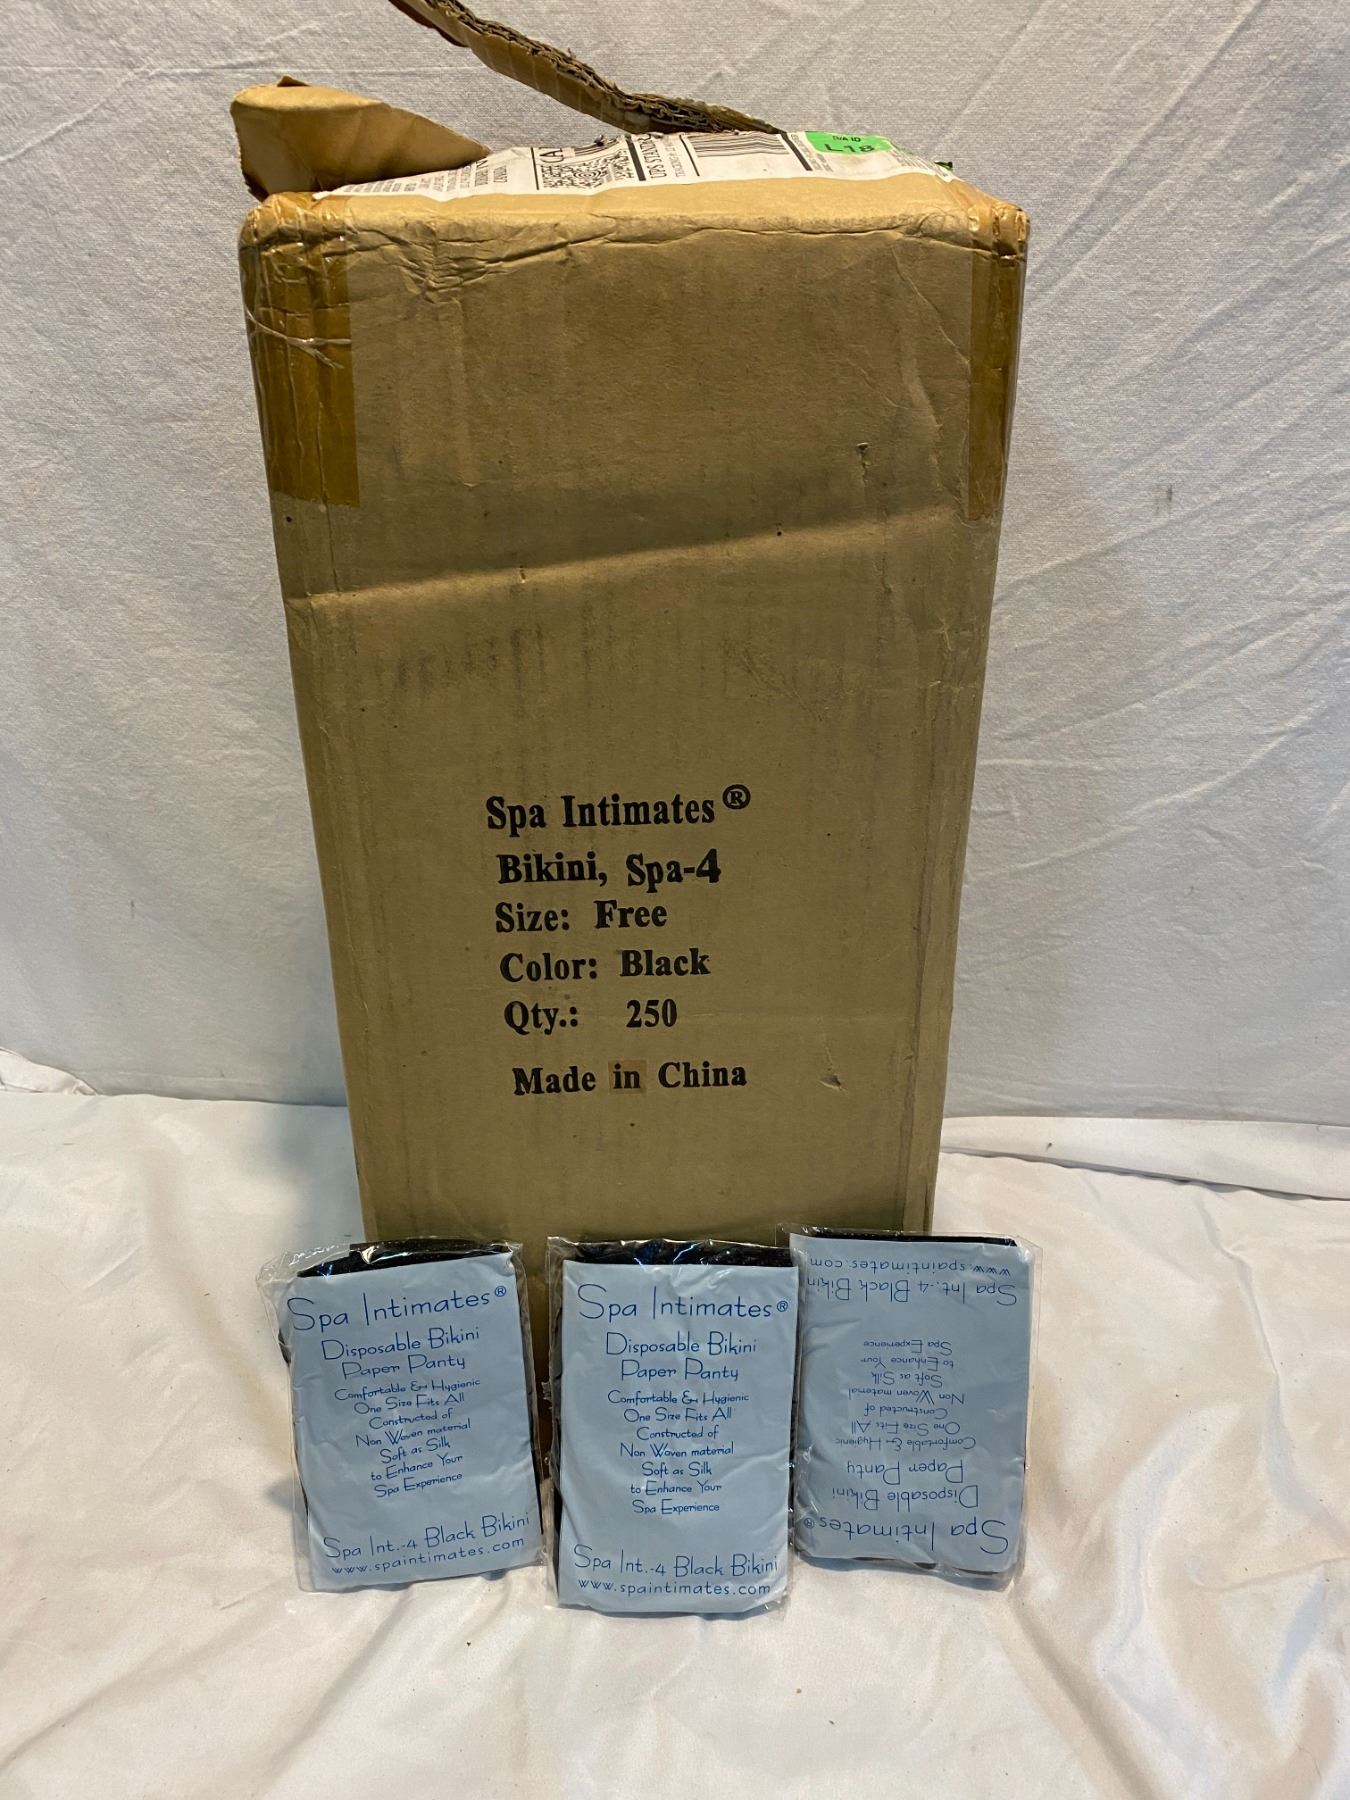 D/A ID
L18
UPS STANDARD
Spa Intimates®
Bikini, Spa-4
Size: Free
Color: Black
Qty.: 250
Made in China
Spa Intimates®
Disposable Bikini
Paper Panty
Comfortable & Hygienic
One Size Fits All
Constructed of
Non Woven material
Soft as Silk
to Enhance Your
Spa Experience
Spa Int.-4 Black Bikini
www.spaintimates.com
Spa Intimates®
Disposable Bikini
Paper Panty
Comfortable & Hygienic
One Size Fits All
Constructed of
Non Woven material
Soft as Silk
to Enhance Your
Spa Experience
Spa Int.-4 Black Bikini
www.spaintimates.com
Spa Intimates®
Disposable Bikini
Paper Panty
Comfortable & Hygienic
One Size Fits All
Constructed of
Non Woven material
Soft as Silk
to Enhance Your
Spa Experience
Spa Int.-4 Black Bikini
www.spaintimates.com